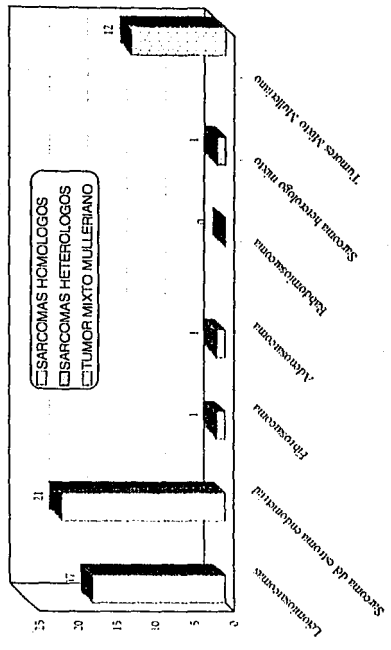 SARCOMAS HOMOLOGOS
SARCOMAS HETEROLOGOS
TUMOR MIXTO MULLERIANO
25
20
15
10
5
0
17
21
1
1
0
1
12
Leiomiosarcomas
Sarcoma del estroma endometrial
Fibrosarcoma
Adenosarcoma
Rabdomiosarcoma
Sarcoma heterologo mixto
Tumores Mixto Mulleriano